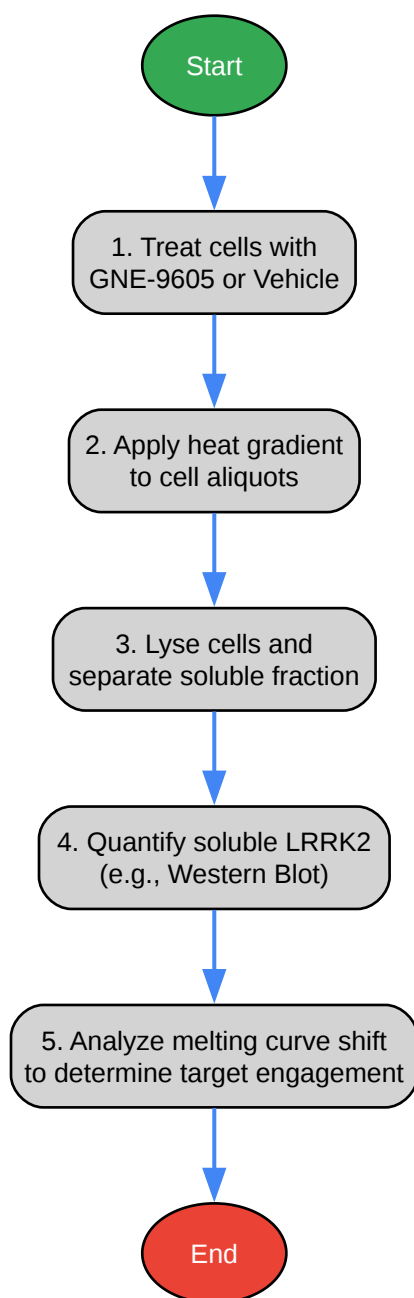 Start
1. Treat cells with
GNE-9605 or Vehicle
2. Apply heat gradient
to cell aliquots
3. Lyse cells and
separate soluble fraction
4. Quantify soluble LRRK2
(e.g., Western Blot)
5. Analyze melting curve shift
to determine target engagement
End